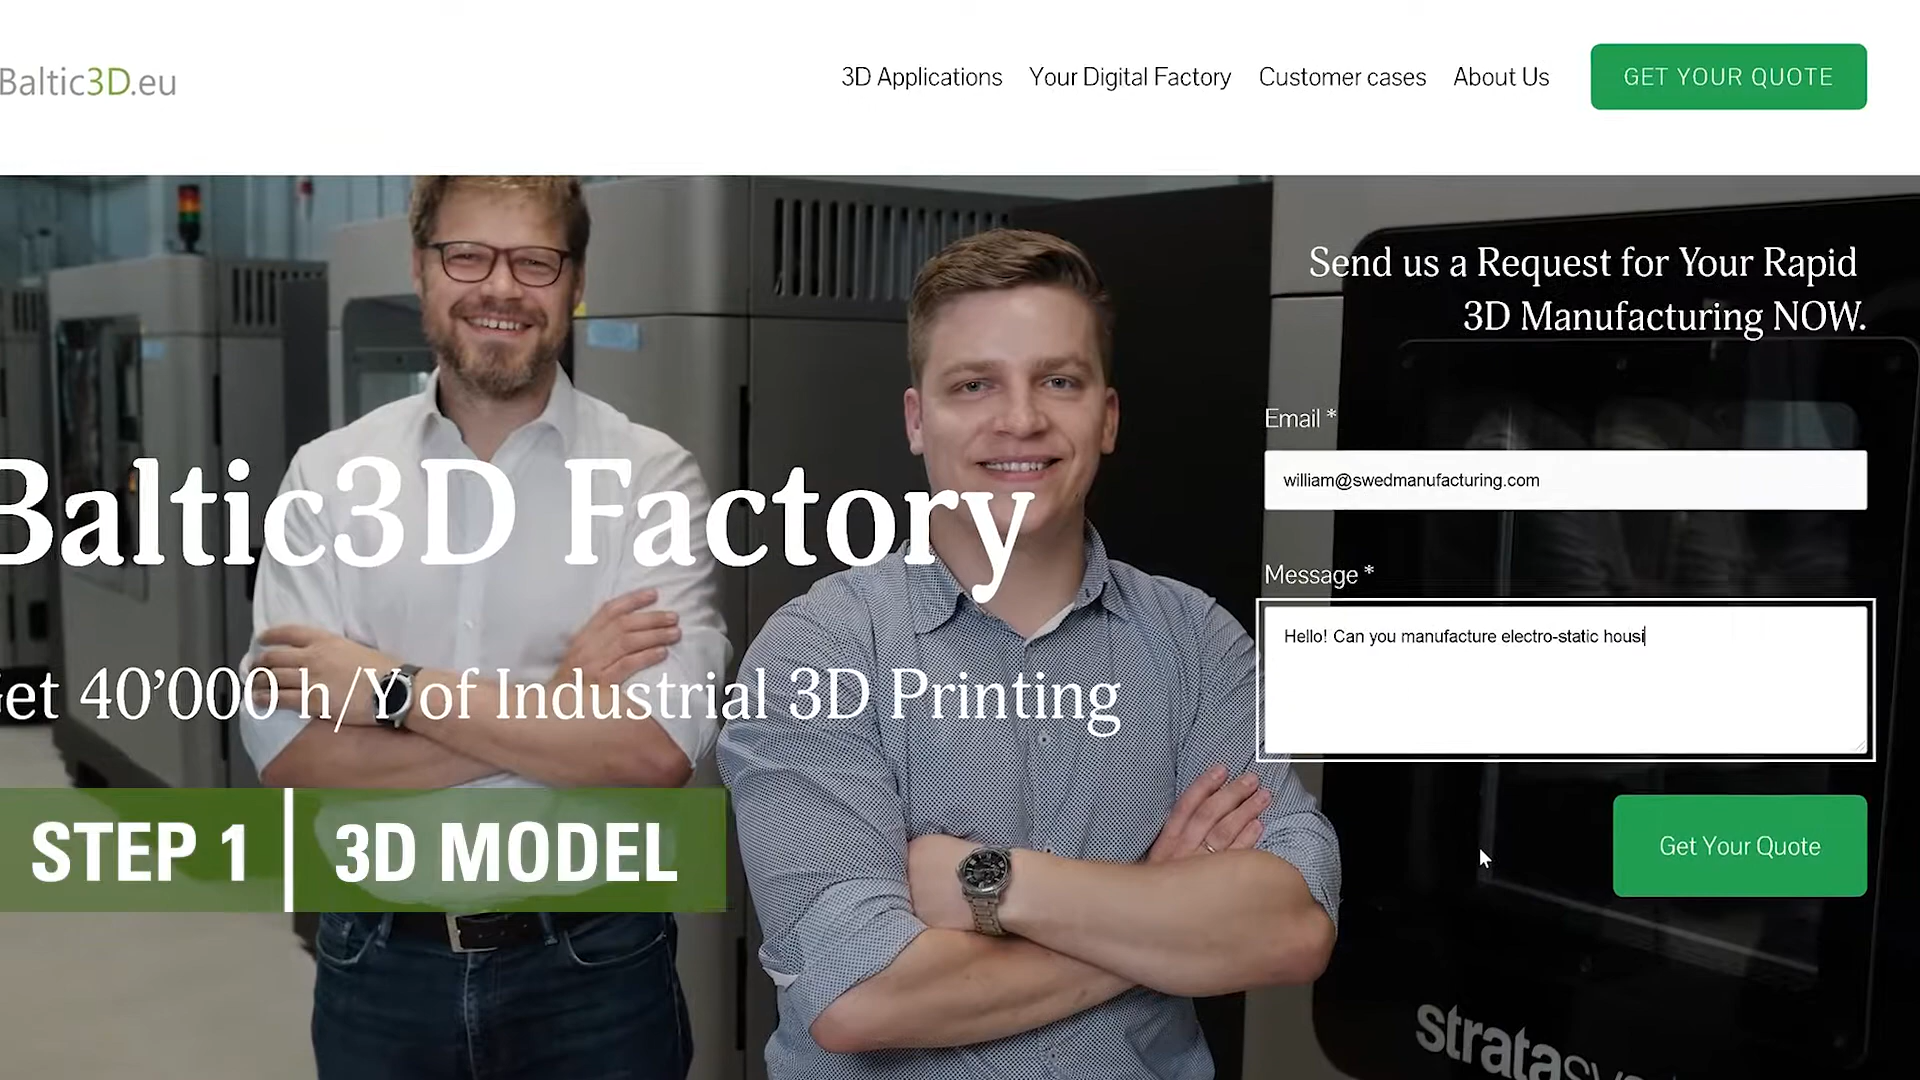 Baltic3D.eu
3D Applications
Your Digital Factory
Customer cases
About Us
GET YOUR QUOTE
Send us a Request for Your Rapid
3D Manufacturing NOW.
Email *
william@swedmanufacturing.com
Baltic3D Factory
Message *
Hello! Can you manufacture electro-static housi
et 40’000 h/Y of Industrial 3D Printing
STEP 1 | 3D MODEL
Get Your Quote
stratasys